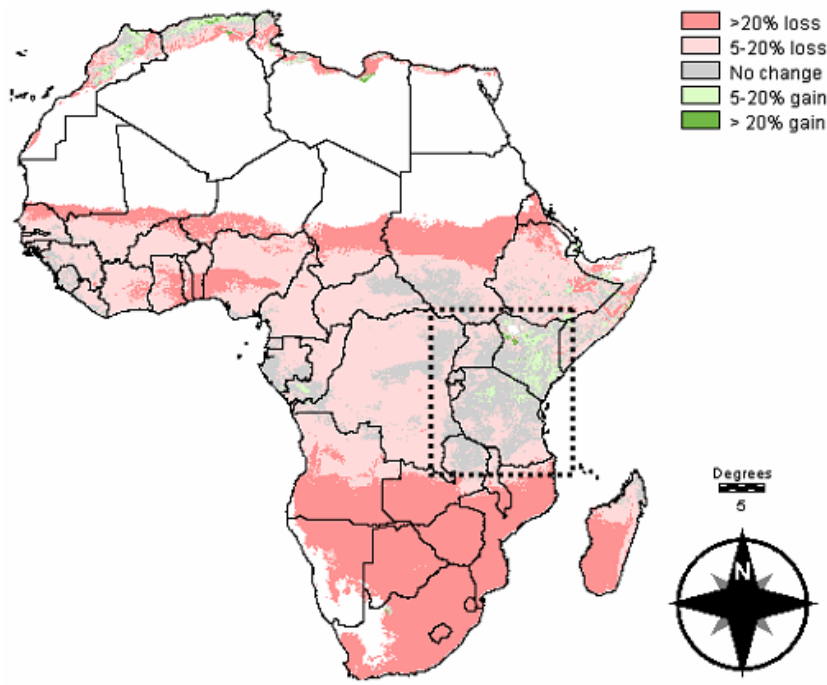 >20% loss
5-20% loss
No change
5-20% gain
> 20% gain
Degrees
5
N